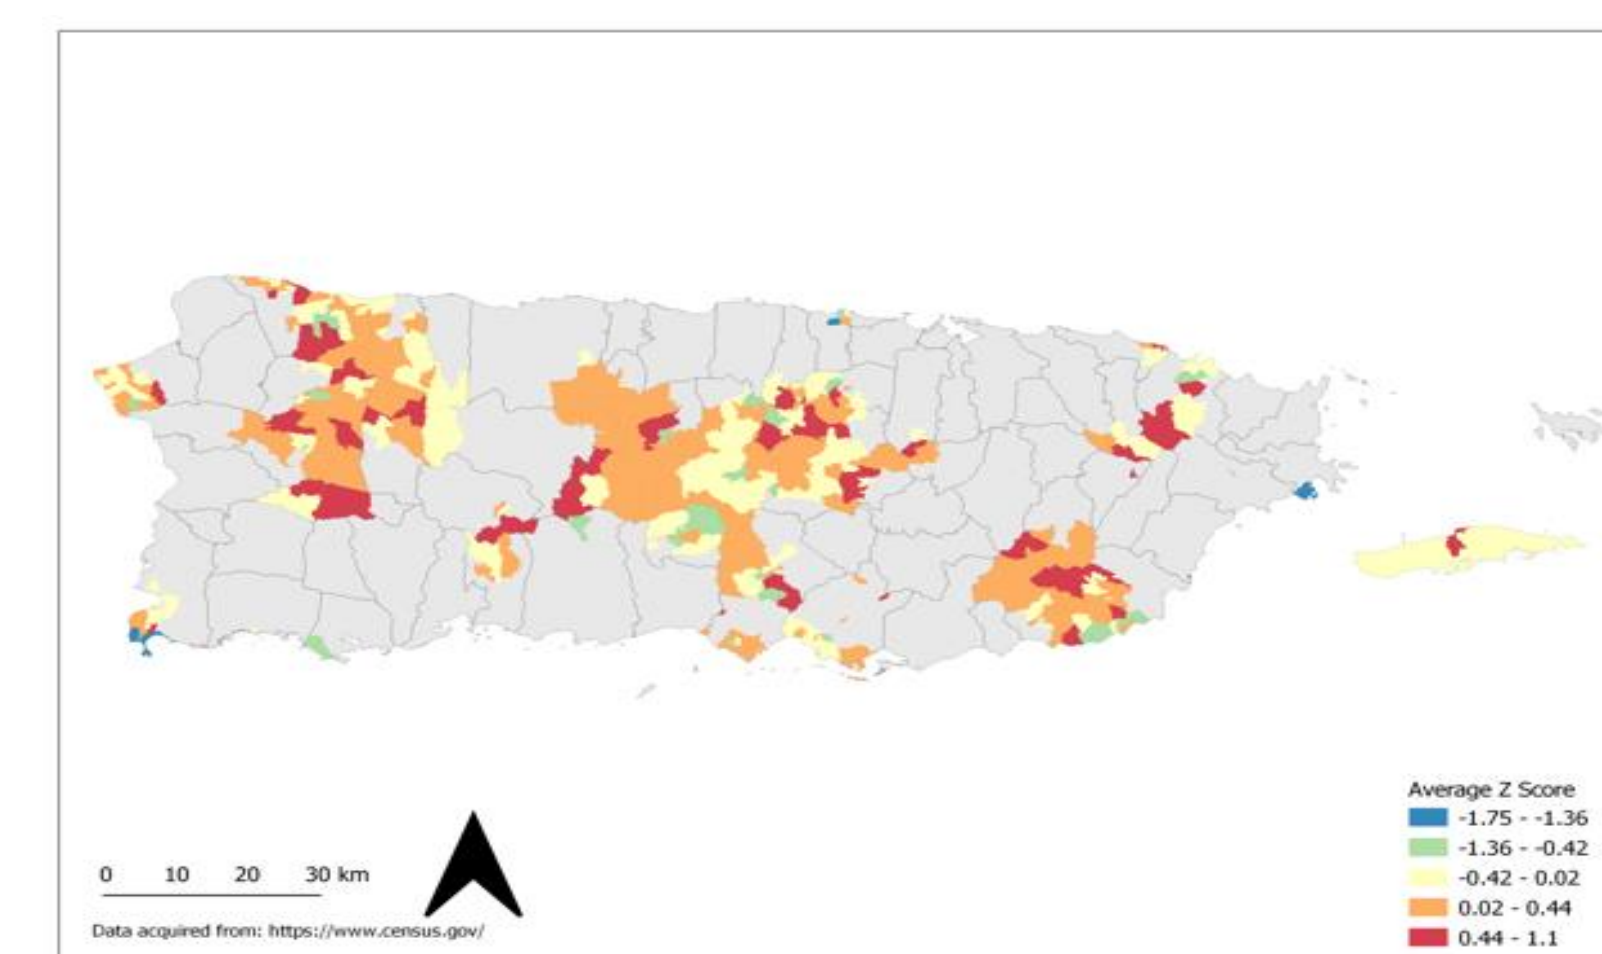 Average Z Score
-1.75 - -1.36
-1.36 - -0.42
-0.42 - 0.02
0.02 - 0.44
0.44 - 1.1
0 10 20 30 km
Data acquired from: https://www.census.gov/